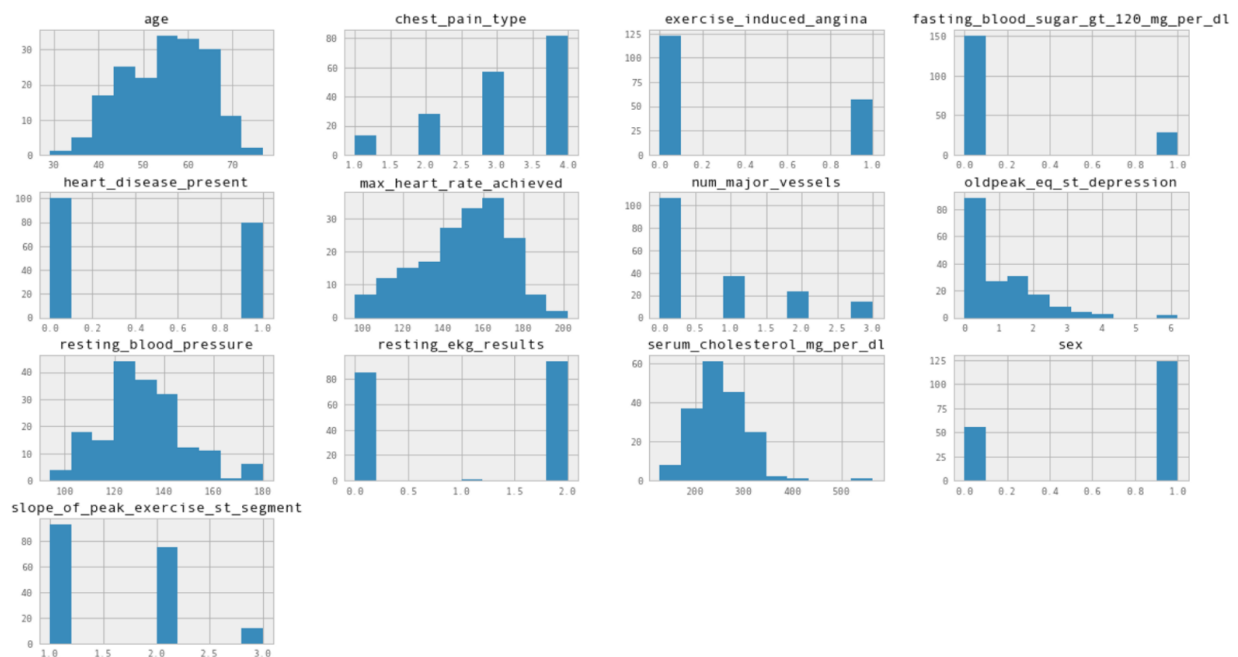 age
30
20
10
0
30 40 50 60 70
chest_pain_type
80
60
40
20
0
1.0 1.5 2.0 2.5 3.0 3.5 4.0
exercise_induced_angina
125
100
75
50
25
0
0.0 0.2 0.4 0.6 0.8 1.0
fasting_blood_sugar_gt_120_mg_per_dl
150
100
50
0
0.0 0.2 0.4 0.6 0.8 1.0
heart_disease_present
100
80
60
40
20
0
0.0 0.2 0.4 0.6 0.8 1.0
max_heart_rate_achieved
30
20
10
0
100 120 140 160 180 200
num_major_vessels
100
80
60
40
20
0
0.0 0.5 1.0 1.5 2.0 2.5 3.0
oldpeak_eq_st_depression
80
60
40
20
0
0 1 2 3 4 5 6
resting_blood_pressure
40
30
20
10
0
100 120 140 160 180
resting_ekg_results
80
60
40
20
0
0.0 0.5 1.0 1.5 2.0
serum_cholesterol_mg_per_dl
60
40
20
0
200 300 400 500
sex
125
100
75
50
25
0
0.0 0.2 0.4 0.6 0.8 1.0
slope_of_peak_exercise_st_segment
80
60
40
20
0
1.0 1.5 2.0 2.5 3.0